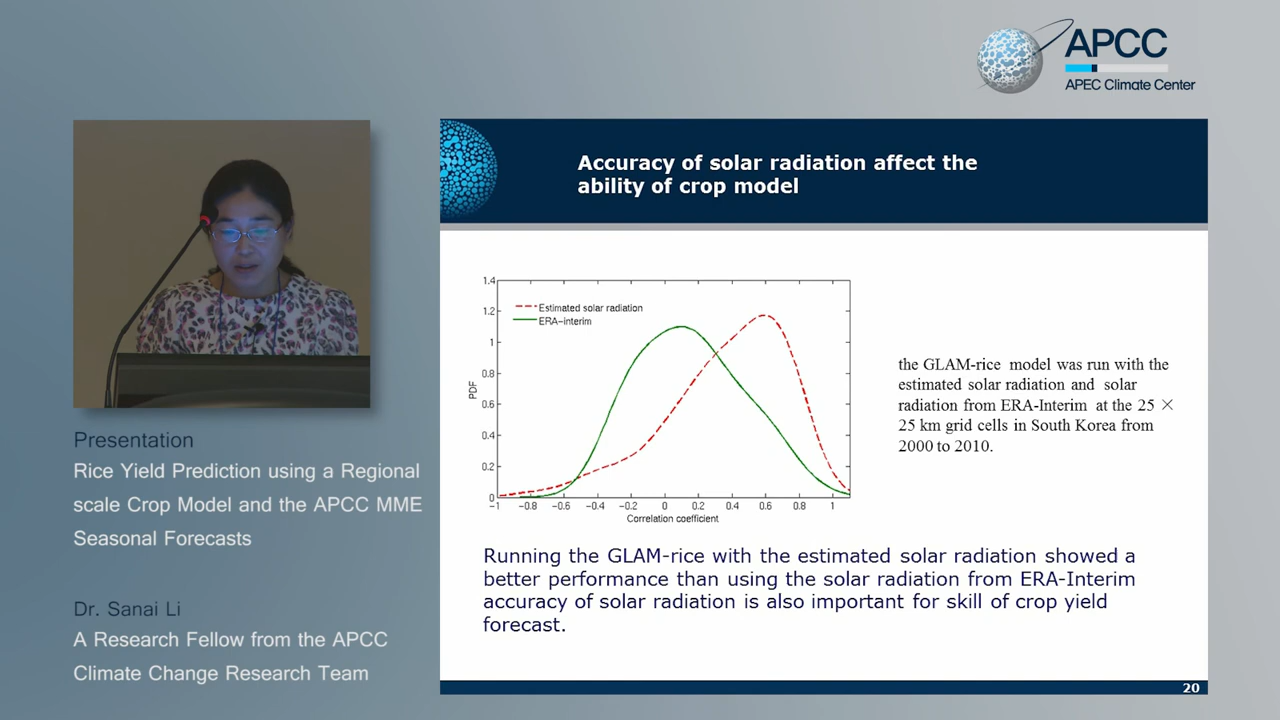 APCC
APEC Climate Center
Accuracy of solar radiation affect the
ability of crop model
1.4
1.2
1
0.8
0.6
0.4
0.2
0
PDF
Estimated solar radiation
ERA-interim
-1 -0.8 -0.6 -0.4 -0.2 0 0.2 0.4 0.6 0.8 1
Correlation coefficient
the GLAM-rice model was run with the
estimated solar radiation and solar
radiation from ERA-Interim at the 25 ×
25 km grid cells in South Korea from
2000 to 2010.
Running the GLAM-rice with the estimated solar radiation showed a
better performance than using the solar radiation from ERA-Interim
accuracy of solar radiation is also important for skill of crop yield
forecast.
20
Presentation
Rice Yield Prediction using a Regional
scale Crop Model and the APCC MME
Seasonal Forecasts
Dr. Sanai Li
A Research Fellow from the APCC
Climate Change Research Team